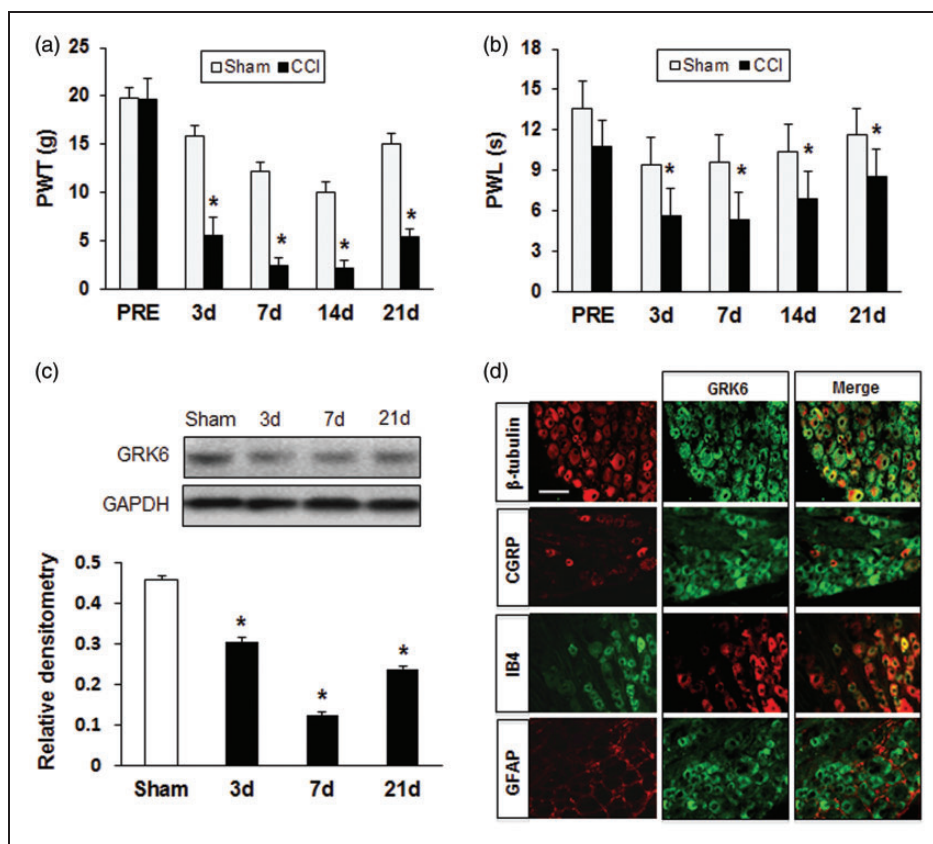 (a)
25
20
15
10
5
0
PWT (g)
Sham CCI
* * * *
PRE 3d 7d 14d 21d
(b)
18
15
12
9
6
3
0
PWL (s)
Sham CCI
* * * *
PRE 3d 7d 14d 21d
(c)
Sham 3d 7d 21d
GRK6
GAPDH
0.5
0.4
0.3
0.2
0.1
0
Relative densitometry
* * *
Sham 3d 7d 21d
(d)
GRK6 Merge
β-tubulin
CGRP
IB4
GFAP